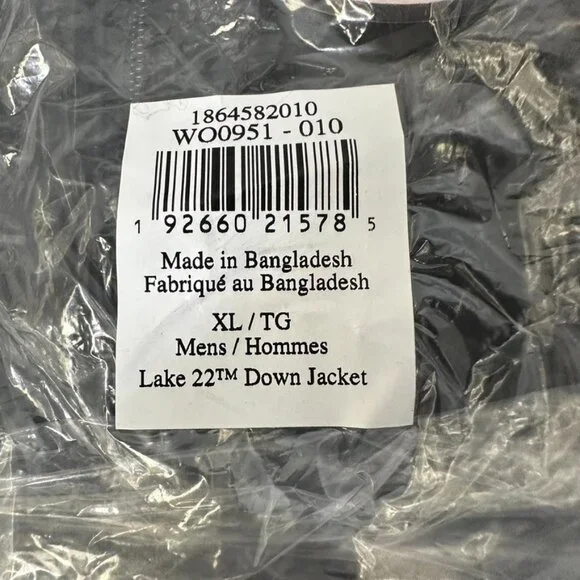 1864582010
WO0951 - 010
1 92660 21578 5
Made in Bangladesh
Fabriqué au Bangladesh
XL / TG
Mens / Hommes
Lake 22™ Down Jacket